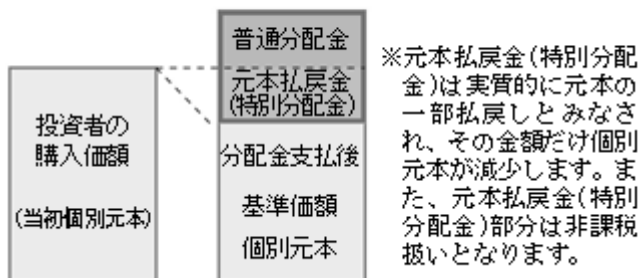 投資者の
購入価額
(当初個別元本)
普通分配金
元本払戻金
(特別分配金)
分配金支払後
基準価額
個別元本
※元本払戻金(特別分配
金)は実質的に元本の
一部払戻しとみなさ
れ、その金額だけ個別
元本が減少します。ま
た、元本払戻金(特別
分配金)部分は非課税
扱いとなります。